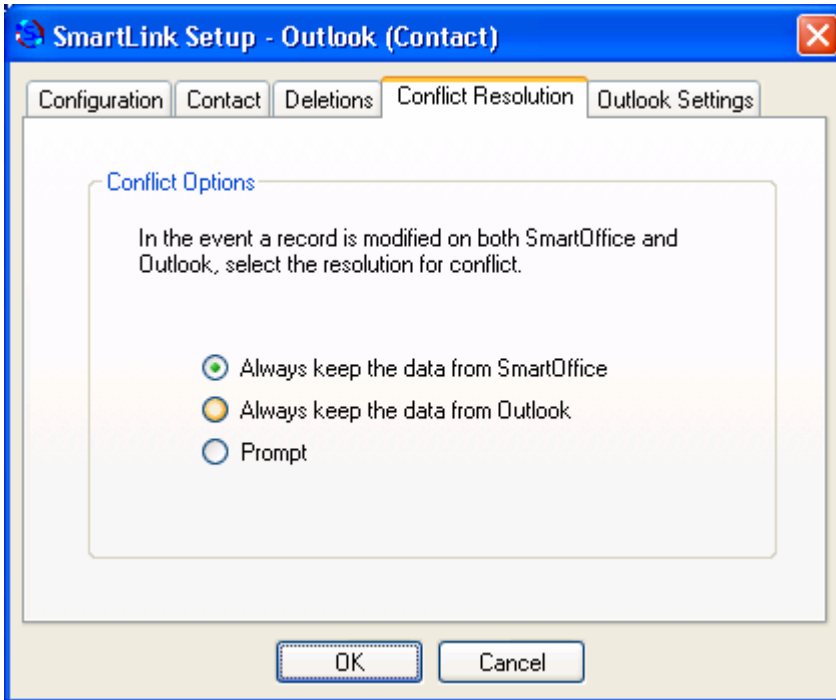 SmartLink Setup - Outlook (Contact)
Configuration Contact Deletions Conflict Resolution Outlook Settings
Conflict Options
In the event a record is modified on both SmartOffice and
Outlook, select the resolution for conflict.
Always keep the data from SmartOffice
Always keep the data from Outlook
Prompt
OK Cancel